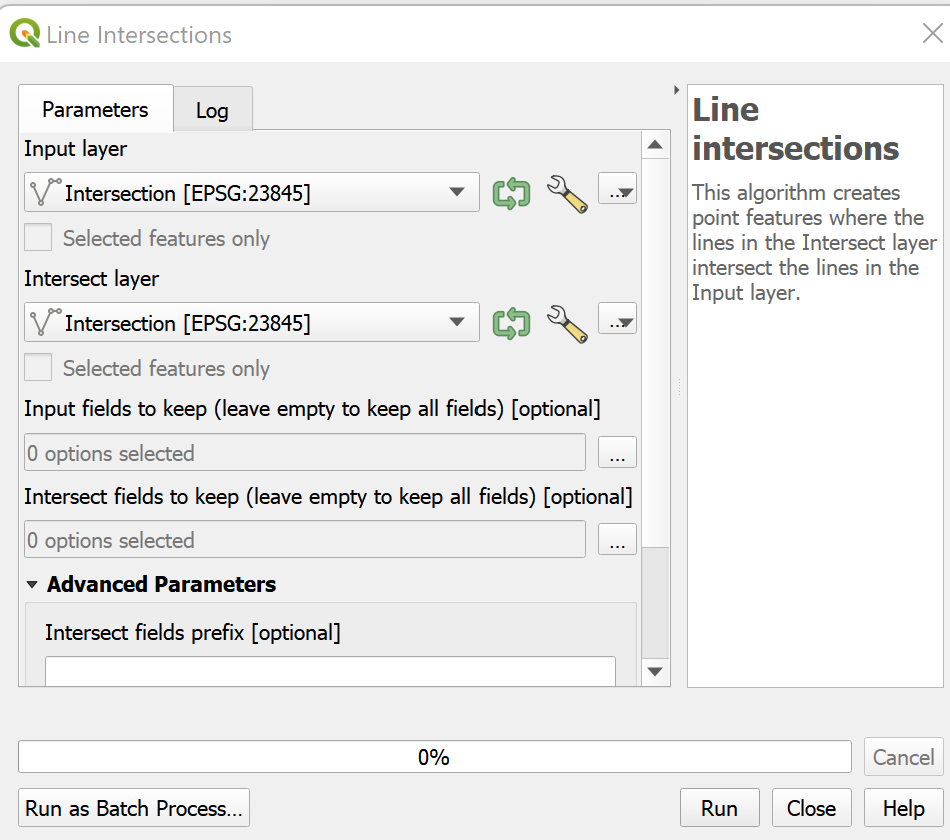 Line Intersections
Parameters
Log
Input layer
Intersection [EPSG:23845]
...
Selected features only
Intersect layer
Intersection [EPSG:23845]
...
Selected features only
Input fields to keep (leave empty to keep all fields) [optional]
0 options selected
...
Intersect fields to keep (leave empty to keep all fields) [optional]
0 options selected
...
Advanced Parameters
Intersect fields prefix [optional]
Line
intersections
This algorithm creates
point features where the
lines in the Intersect layer
intersect the lines in the
Input layer.
0%
Cancel
Run as Batch Process...
Run
Close
Help